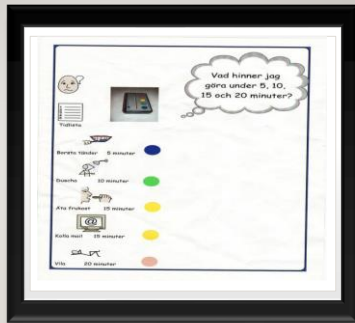 Vad hinner jag
göra under 5, 10,
15 och 20 minuter?
Tidlista
Borsta tänder 5 minuter
Duscha 10 minuter
Äta frukost 15 minuter
@
Kolla mail 15 minuter
Vila 20 minuter